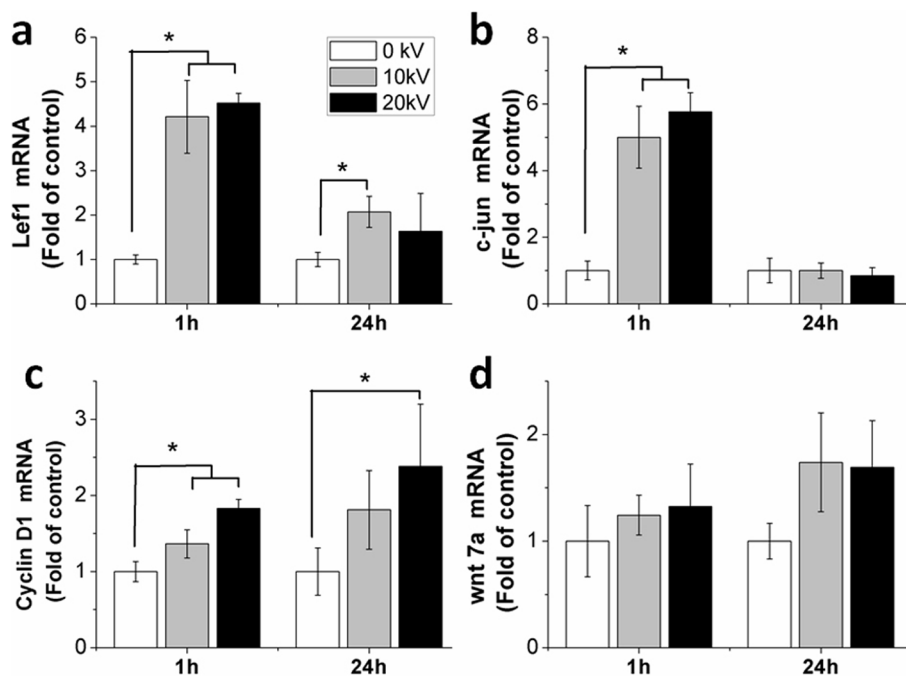 a
Lef1 mRNA
(Fold of control)
6
5
4
3
2
1
0
*
*
0 kV
10kV
20kV
1h
24h
b
c-jun mRNA
(Fold of control)
8
6
4
2
0
*
1h
24h
c
Cyclin D1 mRNA
(Fold of control)
3
2
1
0
*
*
1h
24h
d
wnt 7a mRNA
(Fold of control)
2
1
0
1h
24h